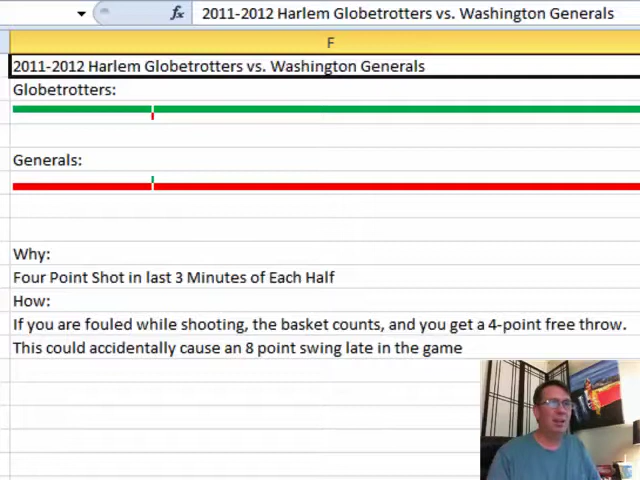 2011-2012 Harlem Globetrotters vs. Washington Generals
F
2011-2012 Harlem Globetrotters vs. Washington Generals
Globetrotters:
Generals:
Why:
Four Point Shot in last 3 Minutes of Each Half
How:
If you are fouled while shooting, the basket counts, and you get a 4-point free throw.
This could accidentally cause an 8 point swing late in the game